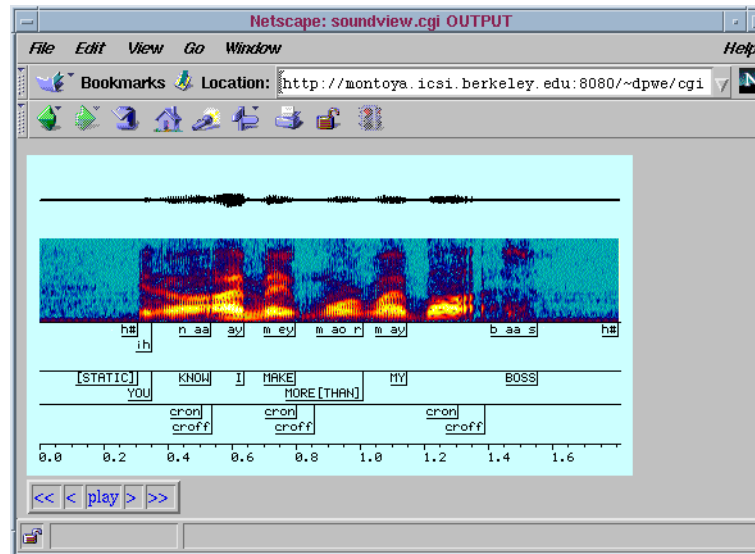 Netscape: soundview.cgi OUTPUT
File Edit View Go Window Help
Bookmarks Location: http://montoya.icsi.berkeley.edu:8080/~dpwe/cgi N
h# n aa ay m ey m ao r m ay b aa s h#
ih
[STATIC] KNOW I MAKE MY BOSS
YOU MORE[THAN]
cron cron cron
croff croff croff
0.0 0.2 0.4 0.6 0.8 1.0 1.2 1.4 1.6
<< < play > >>